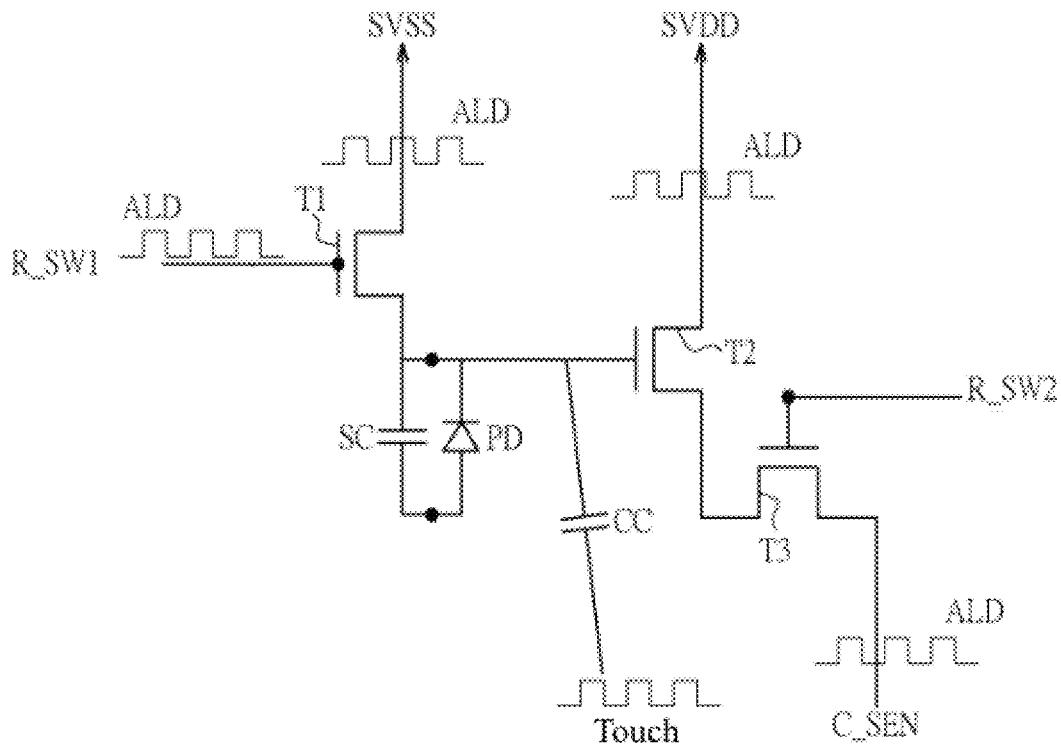 SVSS
SVDD
ALD
ALD
ALD
T1
R_SW1
T2
R_SW2
SC
PD
CC
T3
ALD
Touch
C_SEN